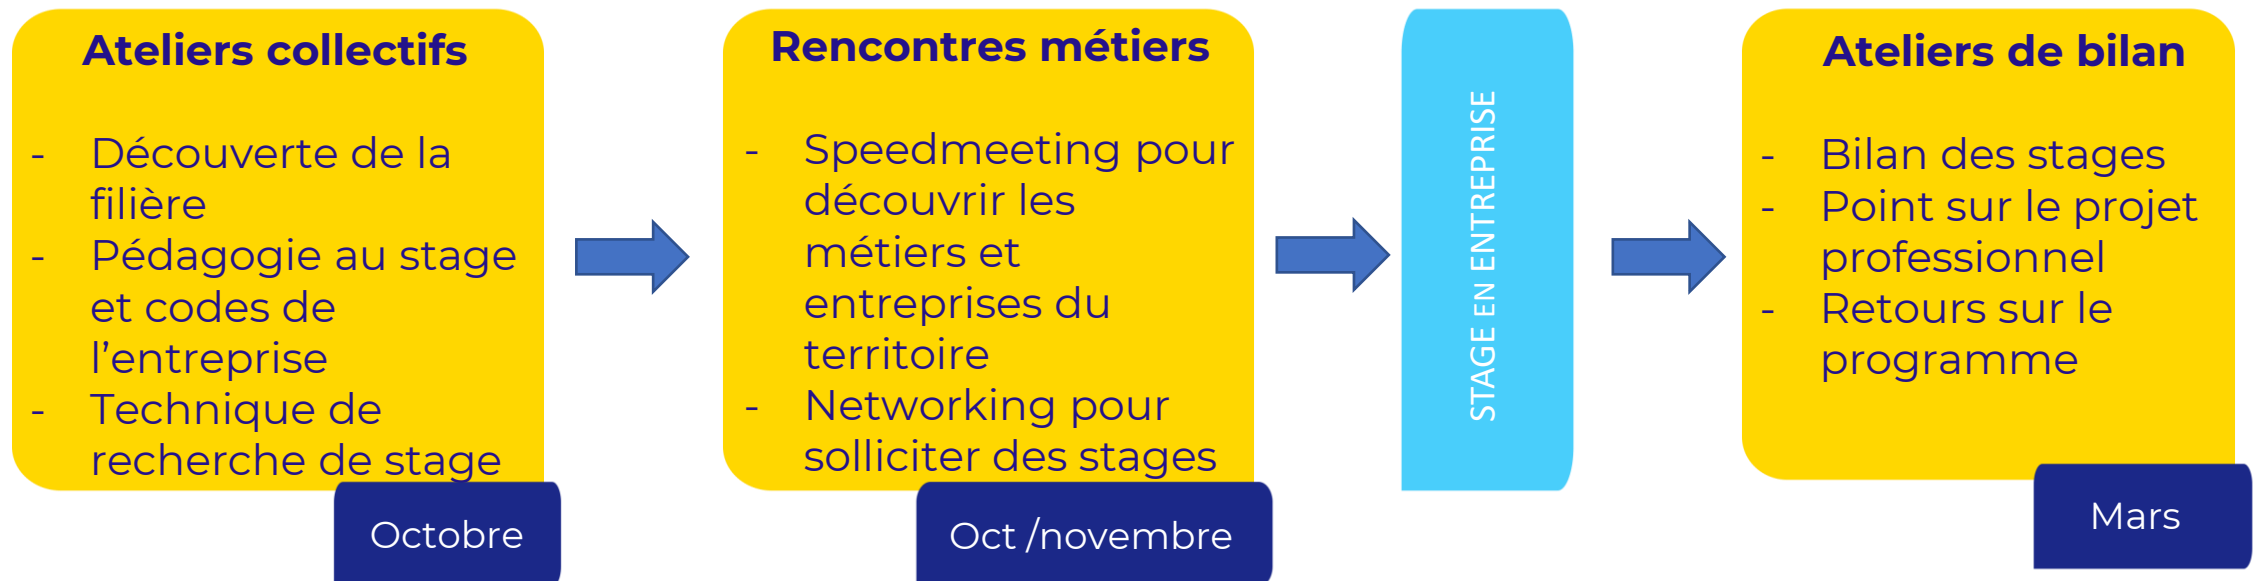 Ateliers collectifs
- Découverte de la
filière
- Pédagogie au stage
et codes de
l’entreprise
- Technique de
recherche de stage
Octobre
Rencontres métiers
- Speedmeeting pour
découvrir les
métiers et
entreprises du
territoire
- Networking pour
solliciter des stages
Oct /novembre
STAGE EN ENTREPRISE
Ateliers de bilan
- Bilan des stages
- Point sur le projet
professionnel
- Retours sur le
programme
Mars